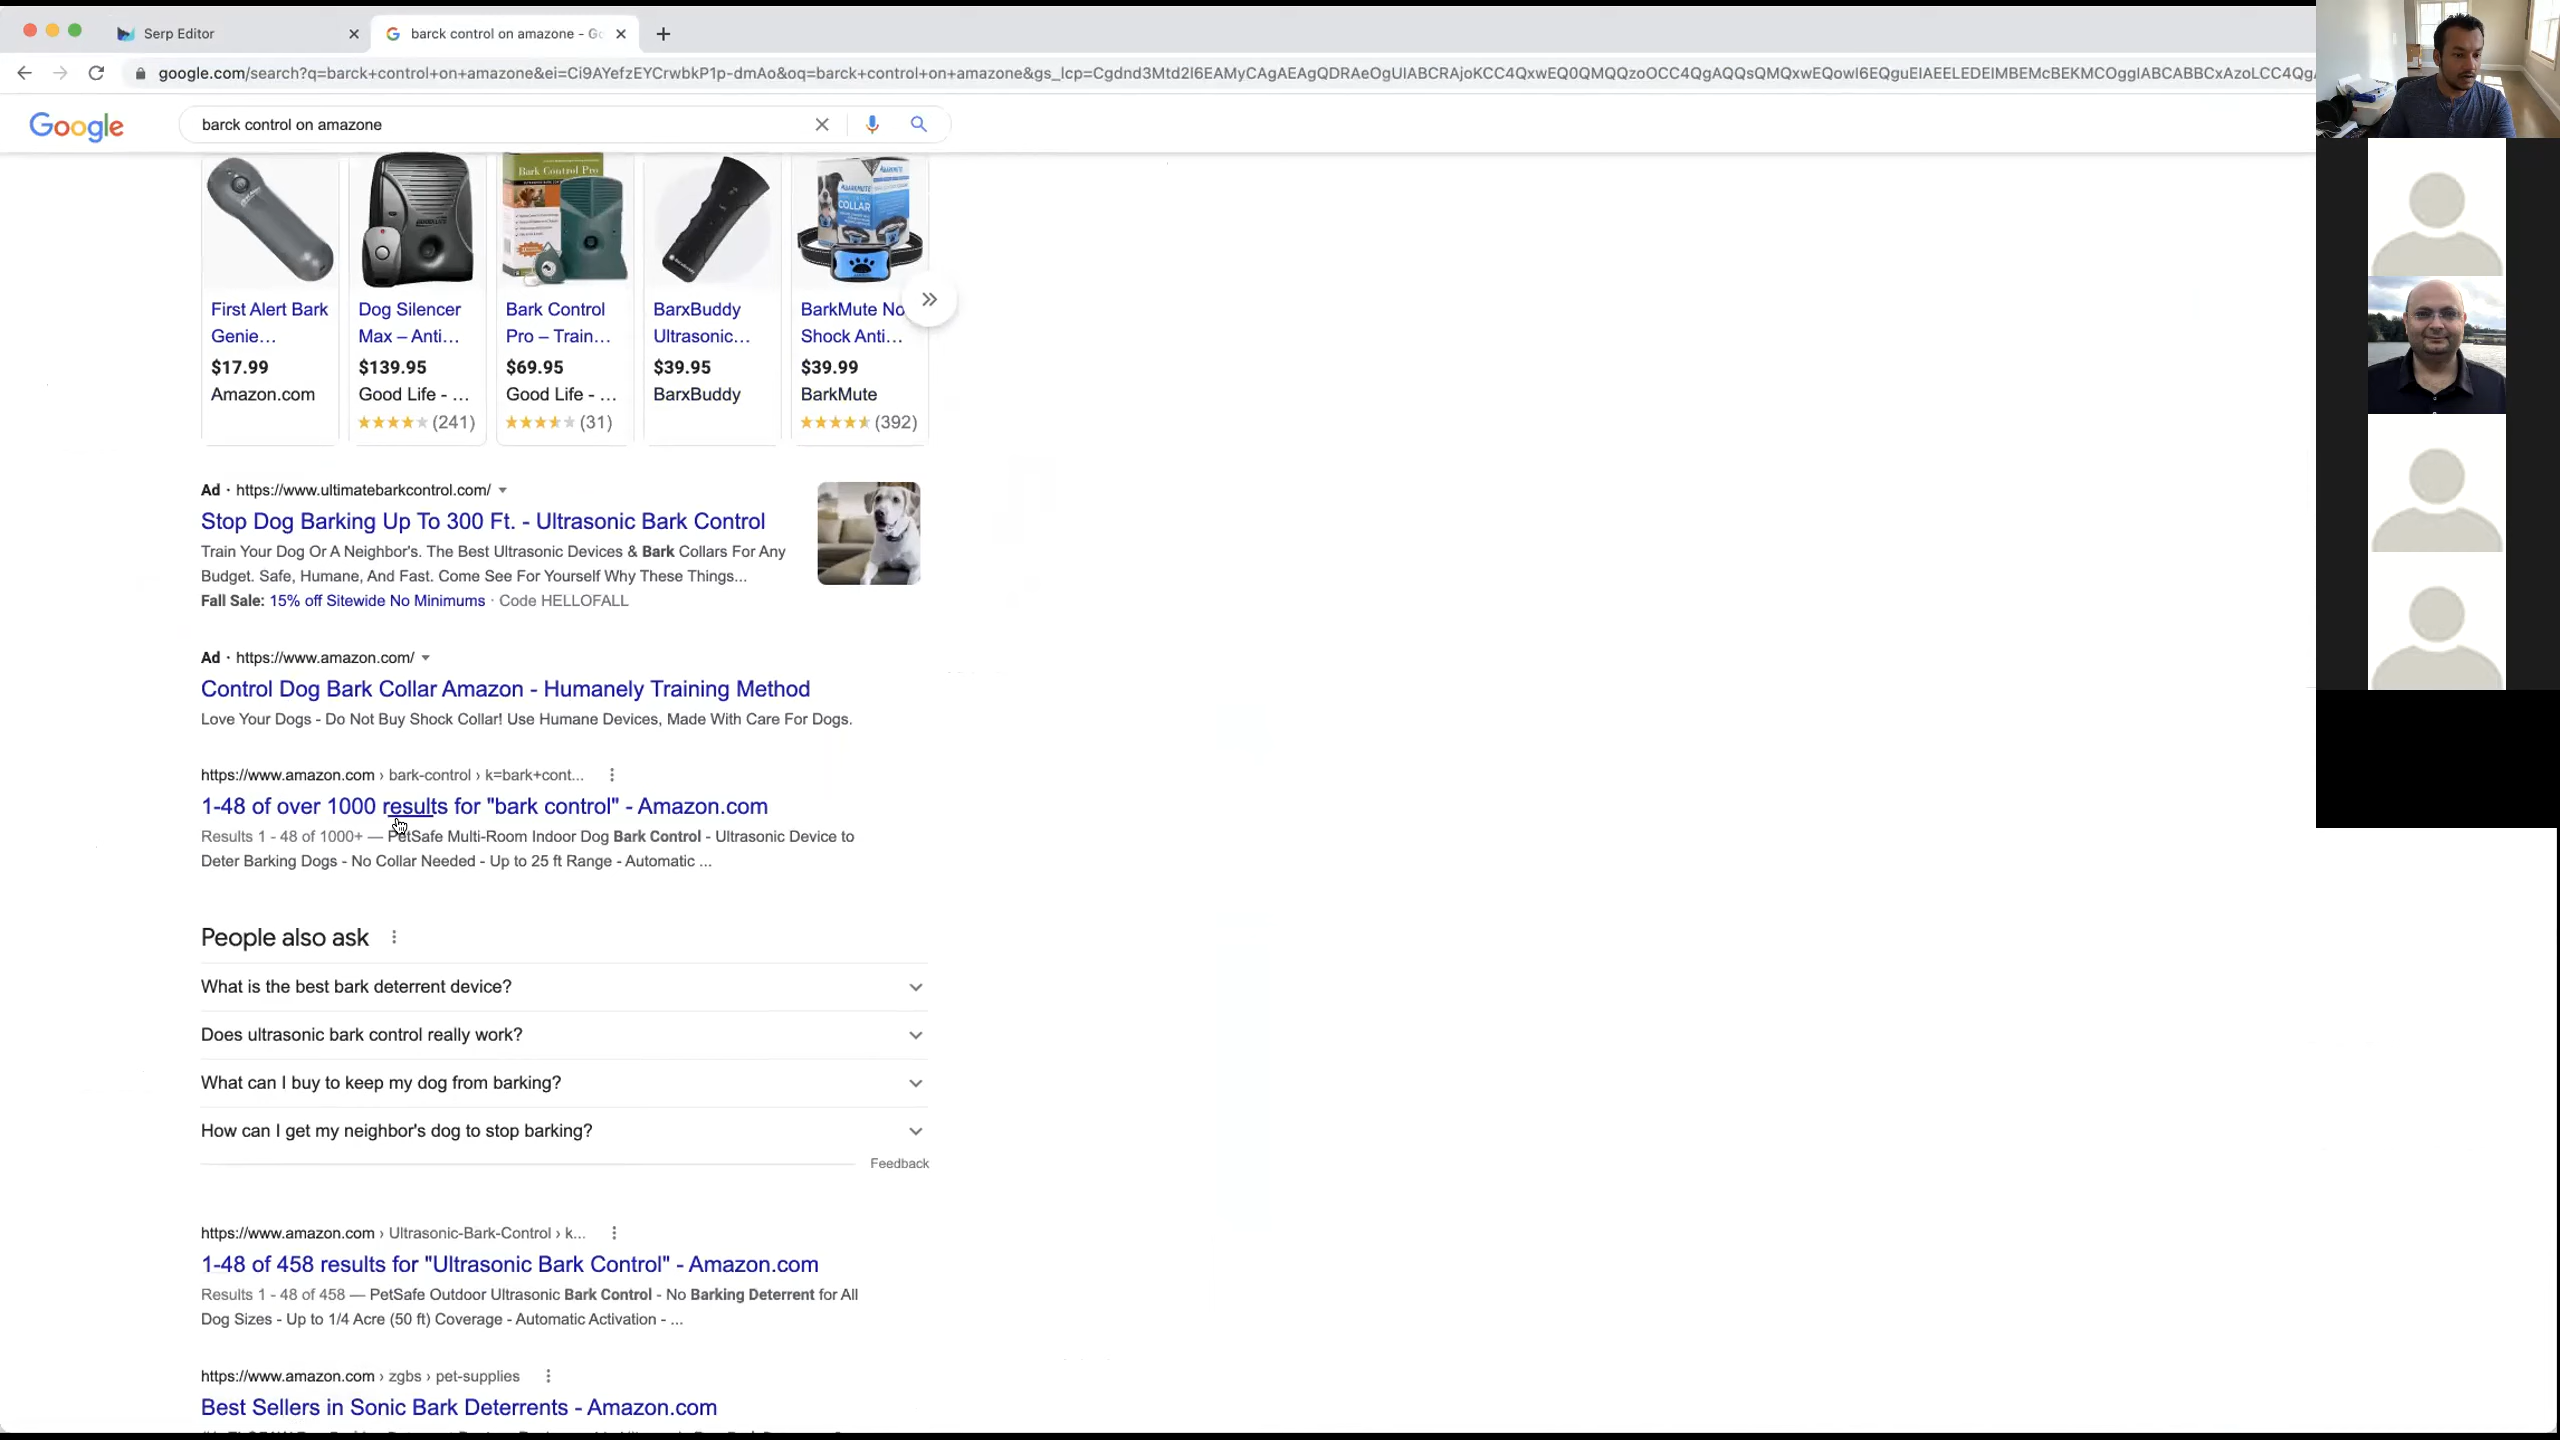 Serp Editor
barck control on amazone - Go
google.com/search?q=barck+control+on+amazone&ei=Ci9AYefzEYCrwbkP1p-dmAo&oq=barck+control+on+amazone&gs_lcp=
Google
barck control on amazone
Bark Control Pro
BARKMUTE
COLLAR
First Alert Bark Genie...
$17.99
Amazon.com
Dog Silencer Max – Anti...
$139.95
Good Life - ...
(241)
Bark Control Pro – Train...
$69.95
Good Life - ...
(31)
BarxBuddy Ultrasonic...
$39.95
BarxBuddy
BarkMute No Shock Anti...
$39.99
BarkMute
(392)
Ad · https://www.ultimatebarkcontrol.com/
Stop Dog Barking Up To 300 Ft. - Ultrasonic Bark Control
Train Your Dog Or A Neighbor's. The Best Ultrasonic Devices & Bark Collars For Any
Budget. Safe, Humane, And Fast. Come See For Yourself Why These Things...
Fall Sale: 15% off Sitewide No Minimums · Code HELLOFALL
Ad · https://www.amazon.com/
Control Dog Bark Collar Amazon - Humanely Training Method
Love Your Dogs - Do Not Buy Shock Collar! Use Humane Devices, Made With Care For Dogs.
https://www.amazon.com › bark-control › k=bark+cont...
1-48 of over 1000 results for "bark control" - Amazon.com
Results 1 - 48 of 1000+ — PetSafe Multi-Room Indoor Dog Bark Control - Ultrasonic Device to
Deter Barking Dogs - No Collar Needed - Up to 25 ft Range - Automatic ...
People also ask
What is the best bark deterrent device?
Does ultrasonic bark control really work?
What can I buy to keep my dog from barking?
How can I get my neighbor's dog to stop barking?
Feedback
https://www.amazon.com › Ultrasonic-Bark-Control › k...
1-48 of 458 results for "Ultrasonic Bark Control" - Amazon.com
Results 1 - 48 of 458 — PetSafe Outdoor Ultrasonic Bark Control - No Barking Deterrent for All
Dog Sizes - Up to 1/4 Acre (50 ft) Coverage - Automatic Activation - ...
https://www.amazon.com › zgbs › pet-supplies
Best Sellers in Sonic Bark Deterrents - Amazon.com